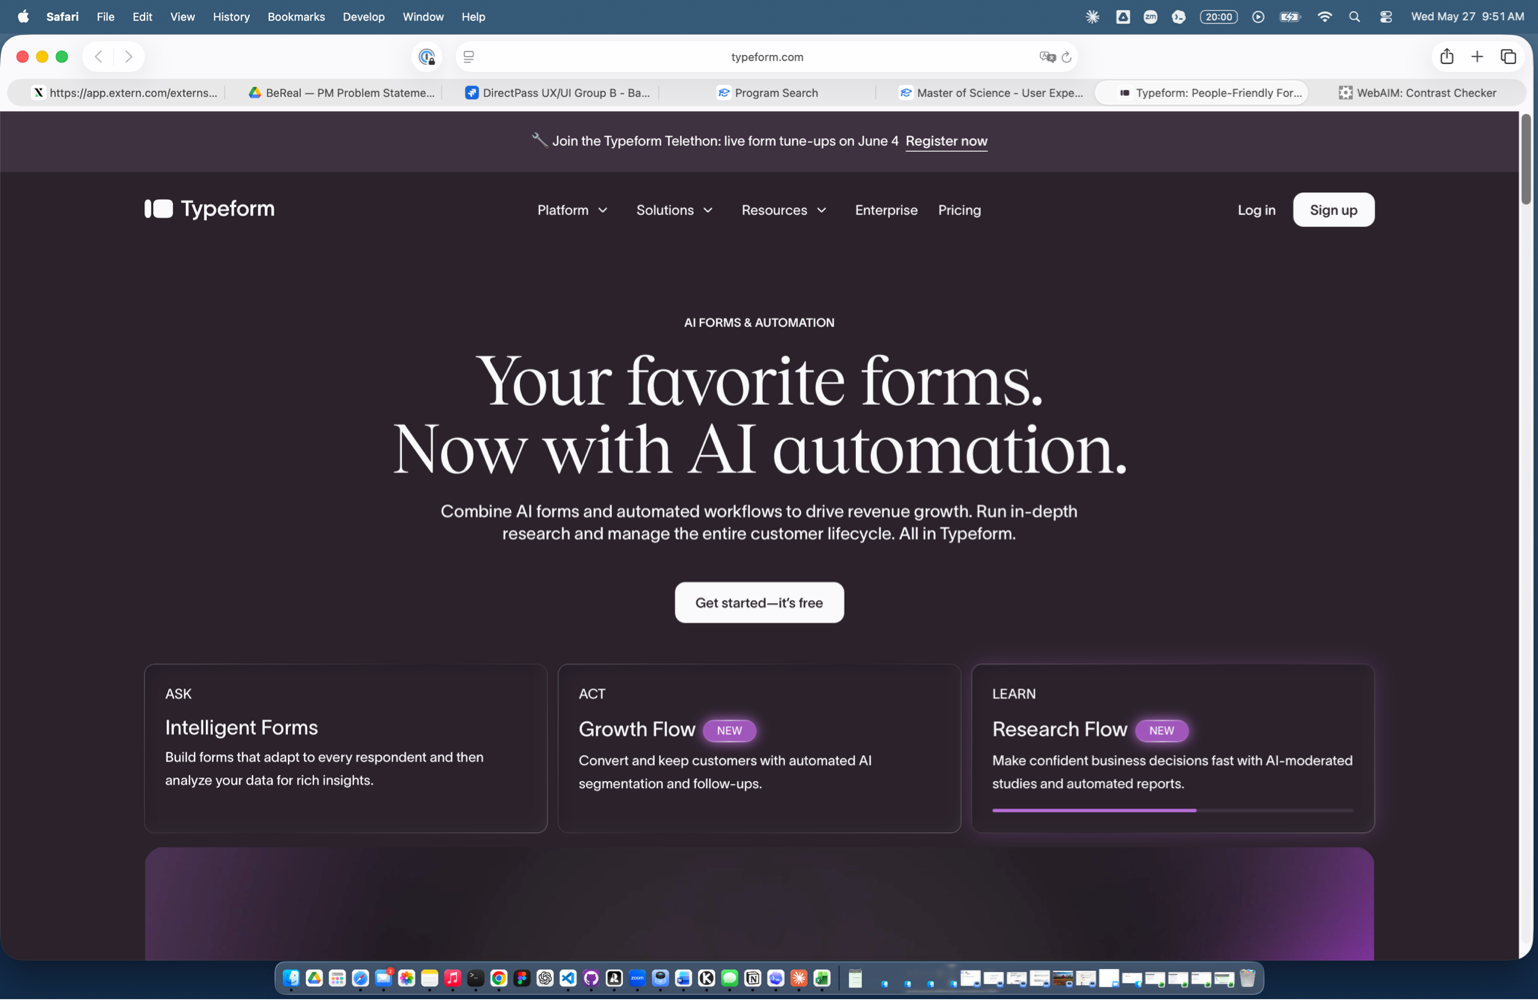 Safari File Edit View History Bookmarks Develop Window Help
zm 20:00 Wed May 27 9:51 AM
typeform.com
X https://app.extern.com/externs...
BeReal — PM Problem Stateme...
DirectPass UX/UI Group B - Ba...
Program Search
Master of Science - User Expe...
Typeform: People-Friendly For...
WebAIM: Contrast Checker
Join the Typeform Telethon: live form tune-ups on June 4 Register now
Typeform
Platform
Solutions
Resources
Enterprise
Pricing
Log in
Sign up
AI FORMS & AUTOMATION
Your favorite forms.
Now with AI automation.
Combine AI forms and automated workflows to drive revenue growth. Run in-depth
research and manage the entire customer lifecycle. All in Typeform.
Get started—it's free
ASK
Intelligent Forms
Build forms that adapt to every respondent and then
analyze your data for rich insights.
ACT
Growth Flow NEW
Convert and keep customers with automated AI
segmentation and follow-ups.
LEARN
Research Flow NEW
Make confident business decisions fast with AI-moderated
studies and automated reports.
zoom